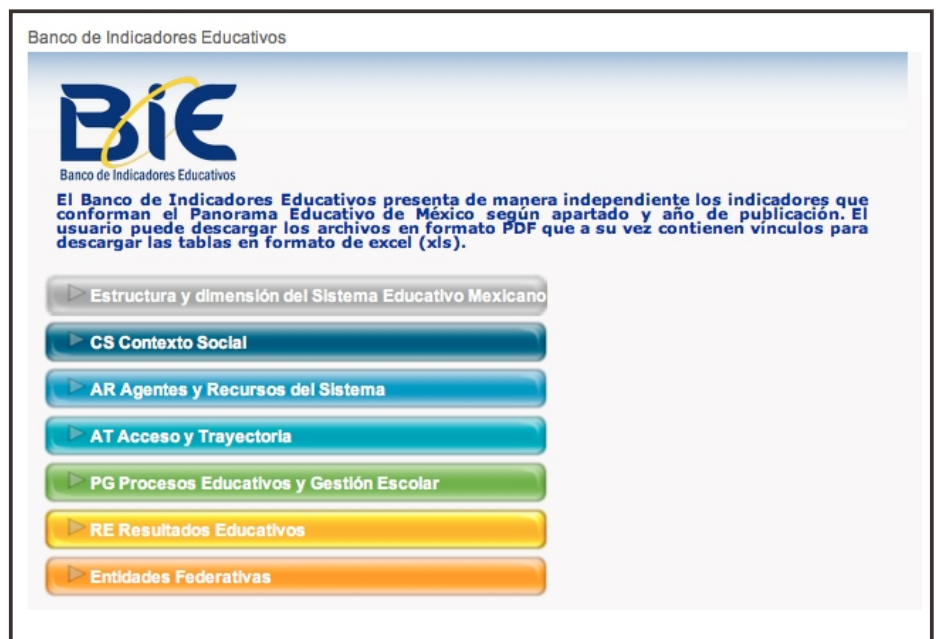 Banco de Indicadores Educativos
BiE
Banco de Indicadores Educativos
El Banco de Indicadores Educativos presenta de manera independiente los indicadores que
conforman el Panorama Educativo de México según apartado y año de publicación. El
usuario puede descargar los archivos en formato PDF que a su vez contienen vínculos para
descargar las tablas en formato de excel (xls).
Estructura y dimensión del Sistema Educativo Mexicano
CS Contexto Social
AR Agentes y Recursos del Sistema
AT Acceso y Trayectoria
PG Procesos Educativos y Gestión Escolar
RE Resultados Educativos
Entidades Federativas